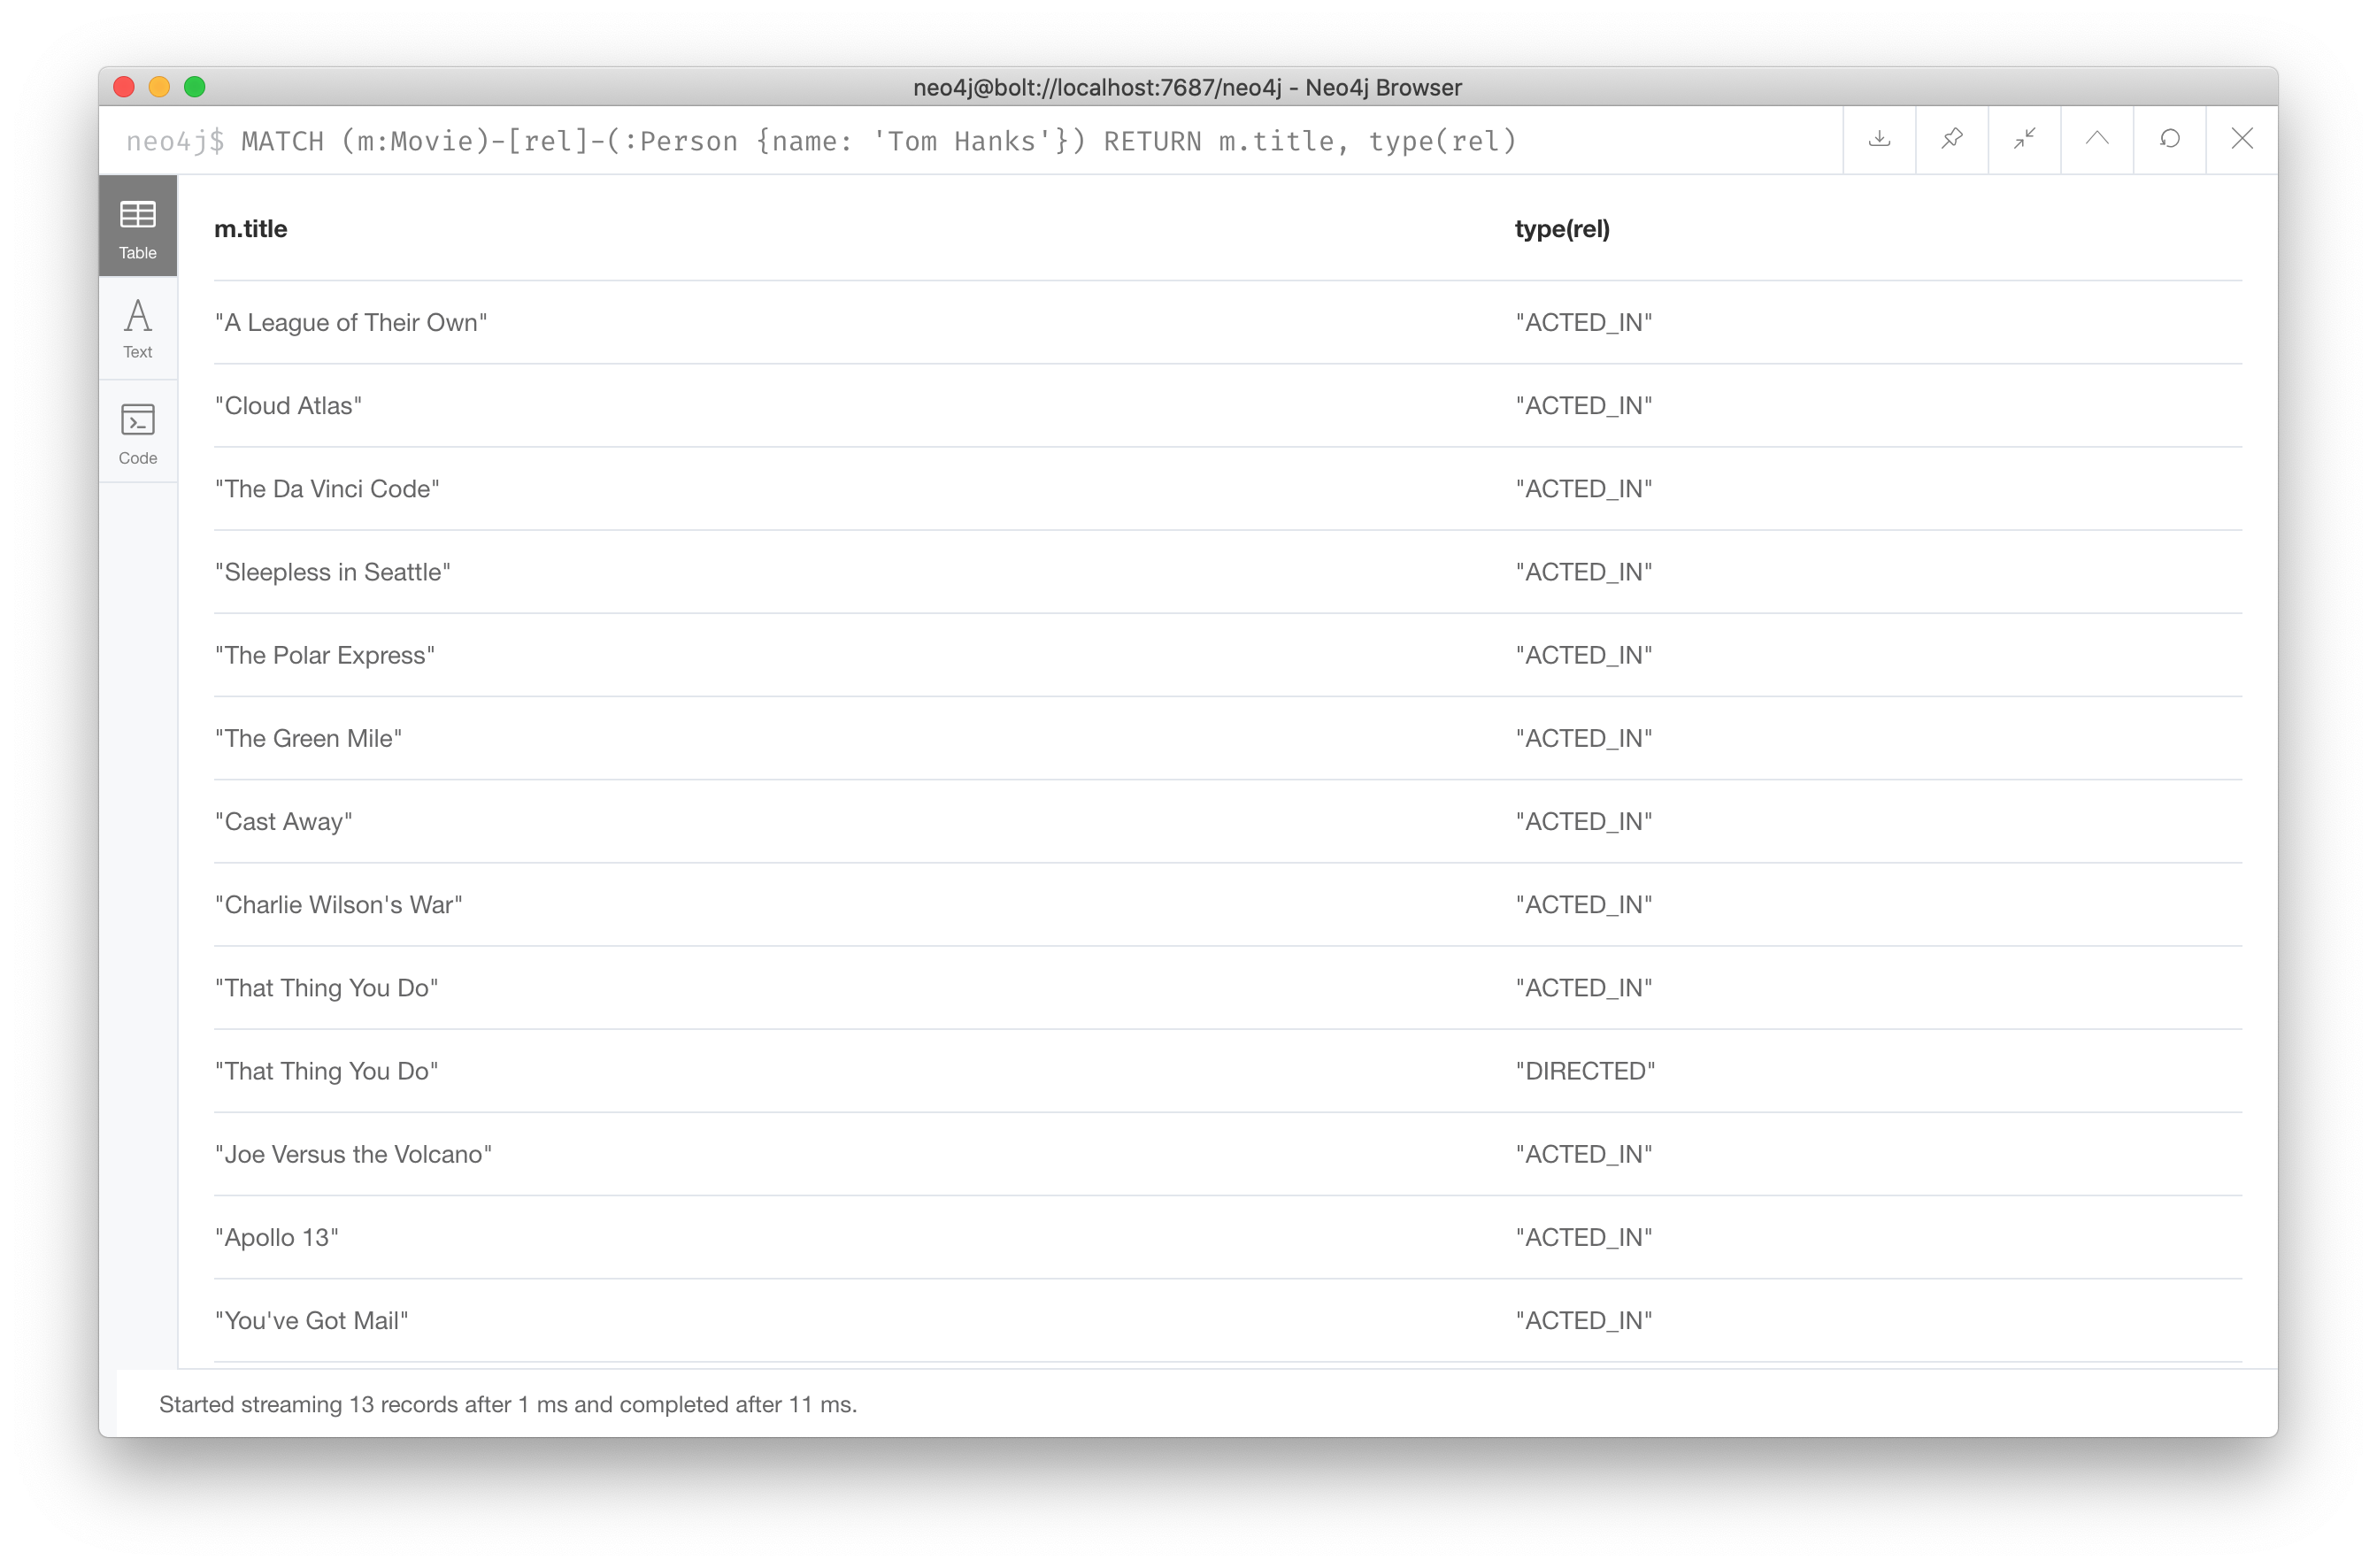 neo4j@bolt://localhost:7687/neo4j - Neo4j Browser
neo4j$ MATCH (m:Movie)-[rel]-(:Person {name: 'Tom Hanks'}) RETURN m.title, type(rel)
Table
Text
Code
m.title type(rel)
"A League of Their Own" "ACTED_IN"
"Cloud Atlas" "ACTED_IN"
"The Da Vinci Code" "ACTED_IN"
"Sleepless in Seattle" "ACTED_IN"
"The Polar Express" "ACTED_IN"
"The Green Mile" "ACTED_IN"
"Cast Away" "ACTED_IN"
"Charlie Wilson's War" "ACTED_IN"
"That Thing You Do" "ACTED_IN"
"That Thing You Do" "DIRECTED"
"Joe Versus the Volcano" "ACTED_IN"
"Apollo 13" "ACTED_IN"
"You've Got Mail" "ACTED_IN"
Started streaming 13 records after 1 ms and completed after 11 ms.